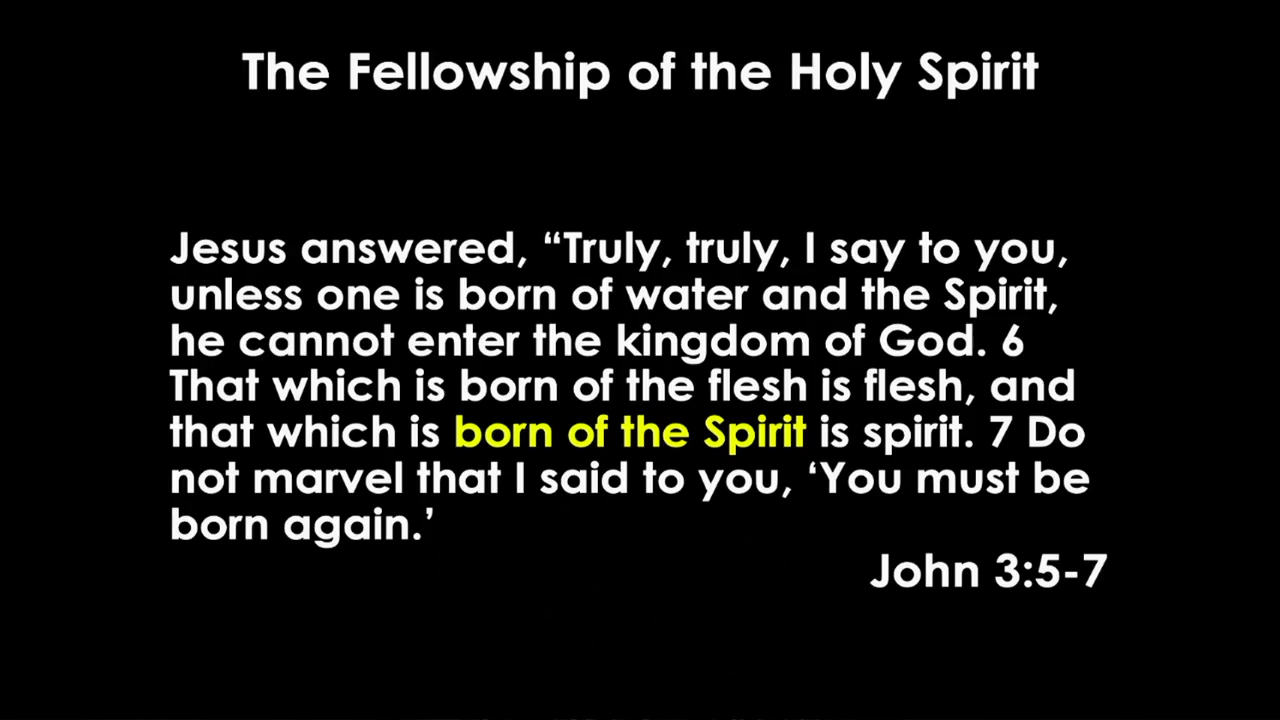 The Fellowship of the Holy Spirit
Jesus answered, “Truly, truly, I say to you,
unless one is born of water and the Spirit,
he cannot enter the kingdom of God. 6
That which is born of the flesh is flesh, and
that which is born of the Spirit is spirit. 7 Do
not marvel that I said to you, ‘You must be
born again.’
John 3:5-7